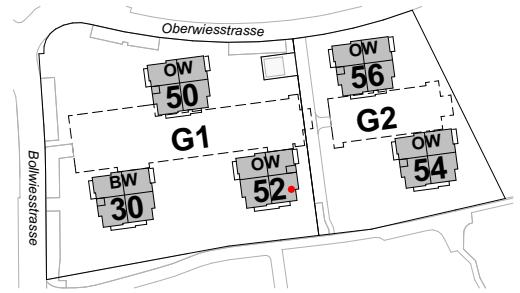 Oberwiesstrasse
OW
50
OW
56
G1
G2
BW
30
OW
52
OW
54
Bollwiesstrasse